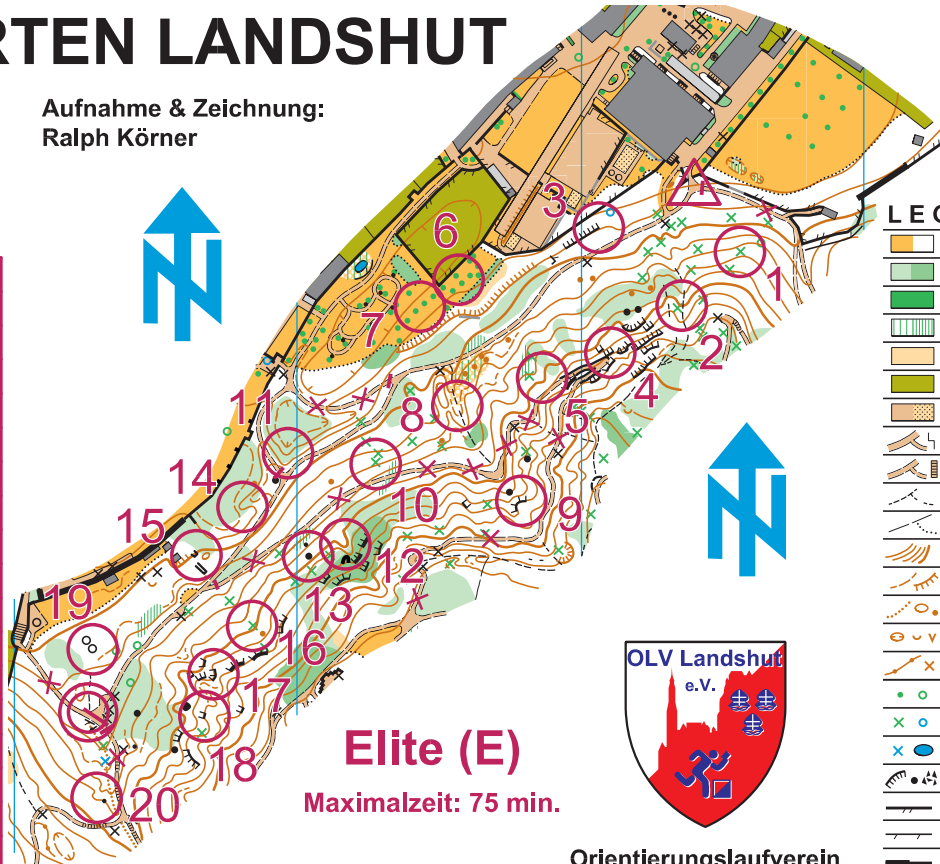 RTEN LANDSHUT
Aufnahme & Zeichnung:
Ralph Körner
N
LEG
3
6
1
7
2
4
11
8
5
N
14
10
9
15
12
13
19
16
17
18
20
OLV Landshut
e.V.
Elite (E)
Maximalzeit: 75 min.
Orientierungslaufverein